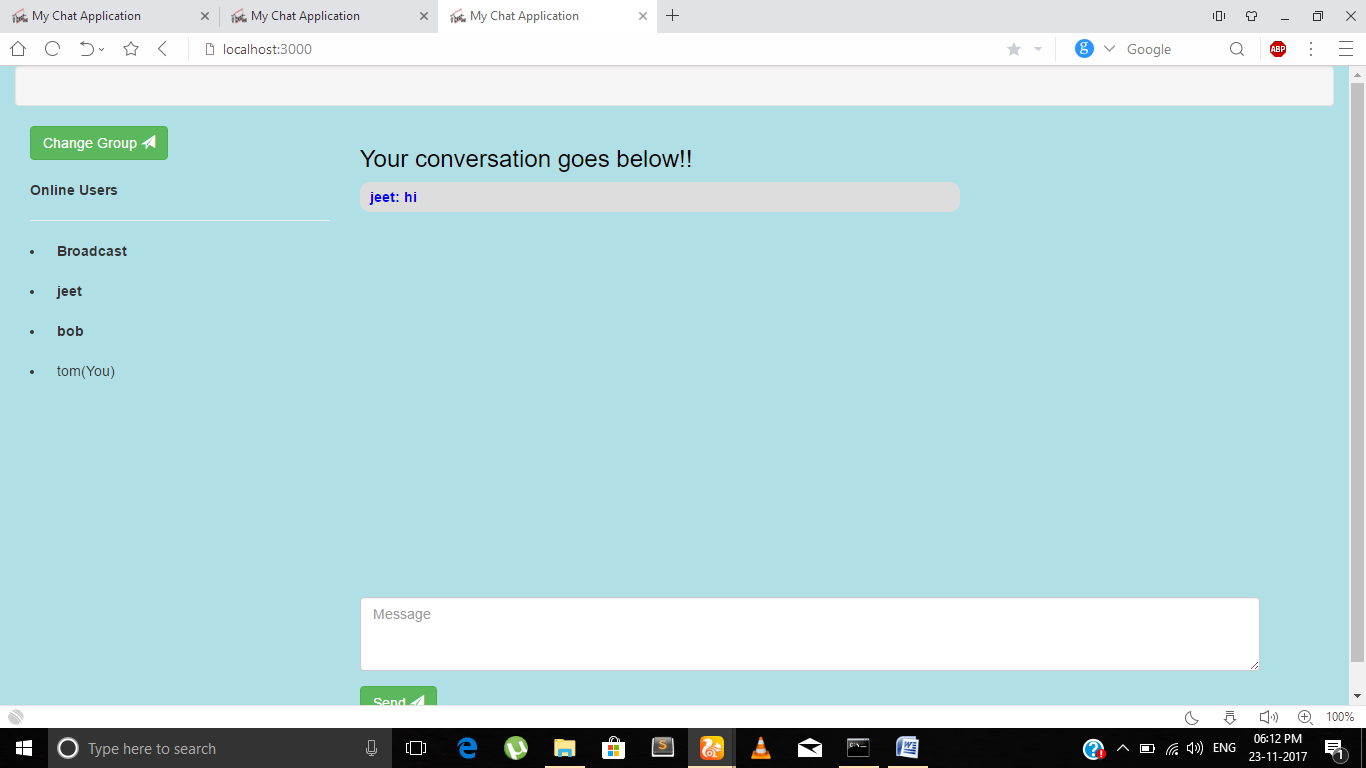 My Chat Application
My Chat Application
My Chat Application
localhost:3000
g
Google
ABP
Change Group
Your conversation goes below!!
Online Users
jeet: hi
Broadcast
jeet
bob
tom(You)
Message
Send
100%
Type here to search
ENG
06:12 PM
23-11-2017
1